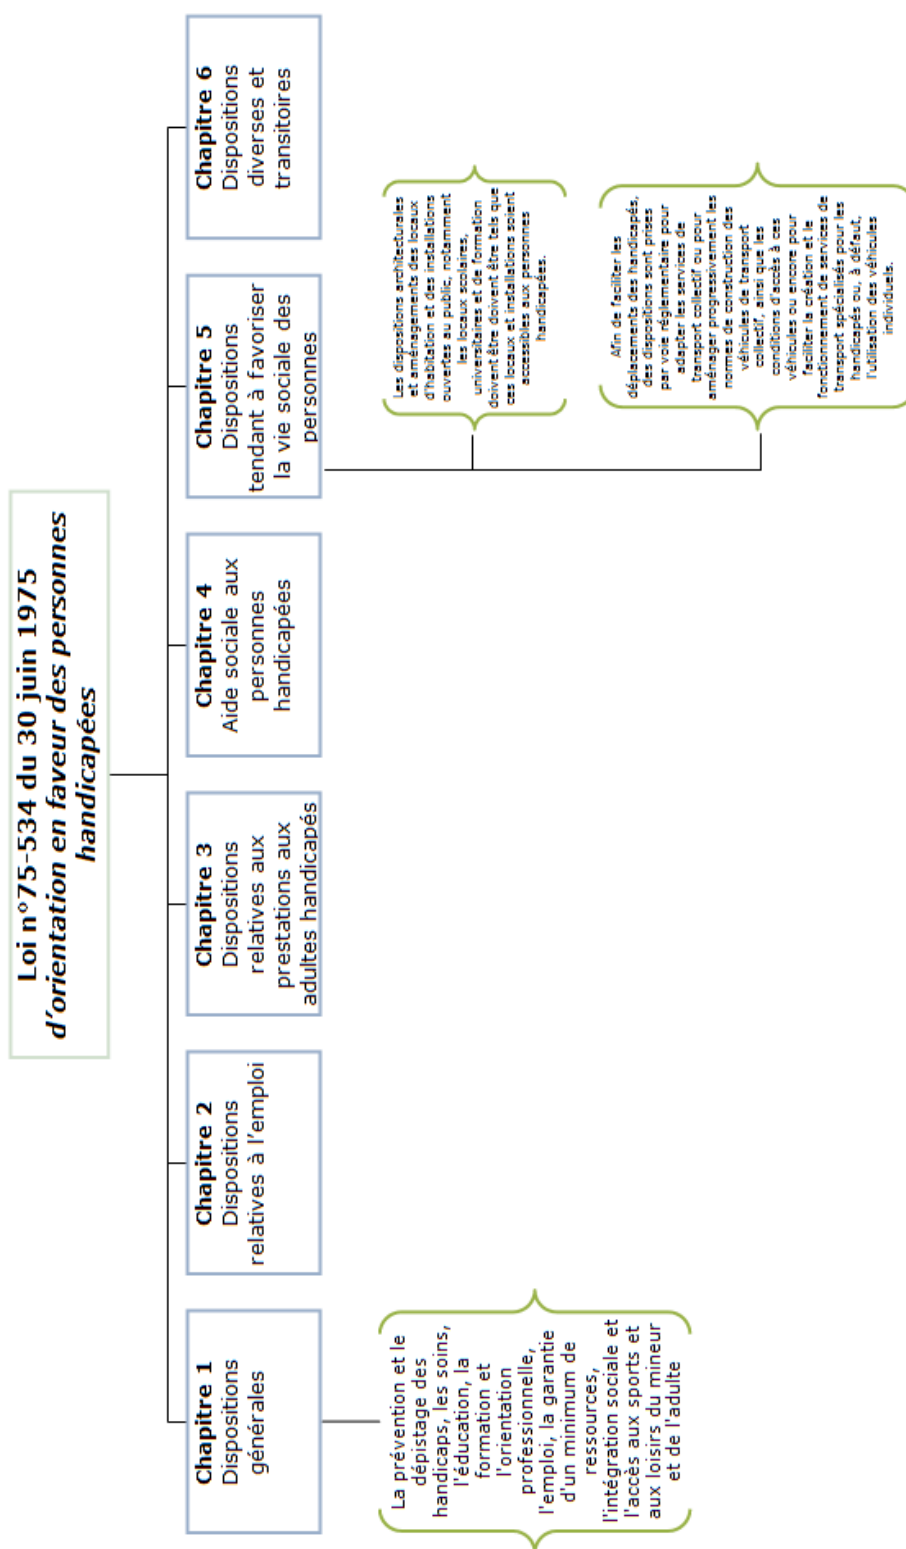 Loi n°75-534 du 30 juin 1975
d'orientation en faveur des personnes
handicapées
Chapitre 1
Dispositions
générales
Chapitre 2
Dispositions
relatives à l'emploi
Chapitre 3
Dispositions
relatives aux
prestations aux
adultes handicapés
Chapitre 4
Aide sociale aux
personnes
handicapées
Chapitre 5
Dispositions
tendant à favoriser
la vie sociale des
personnes
Chapitre 6
Dispositions
diverses et
transitoires
La prévention et le
dépistage des
handicaps, les soins,
l'éducation, la
formation et
l'orientation
professionnelle,
l'emploi, la garantie
d'un minimum de
ressources,
l'intégration sociale et
l'accès aux sports et
aux loisirs du mineur
et de l'adulte
Les dispositions architecturales
et aménagements des locaux
d'habitation et des installations
ouvertes au public, notamment
les locaux scolaires,
universitaires et de formation
doivent être doivent être tels que
ces locaux et installations soient
accessibles aux personnes
handicapées.
Afin de faciliter les
déplacements des handicapés,
des dispositions sont prises
par voie réglementaire pour
adapter les services de
transport collectif ou pour
aménager progressivement les
normes de construction des
véhicules de transport
collectif, ainsi que les
conditions d'accès à ces
véhicules ou encore pour
faciliter la création et le
fonctionnement de services de
transport spécialisés pour les
handicapés ou, à défaut,
l'utilisation des véhicules
individuels.